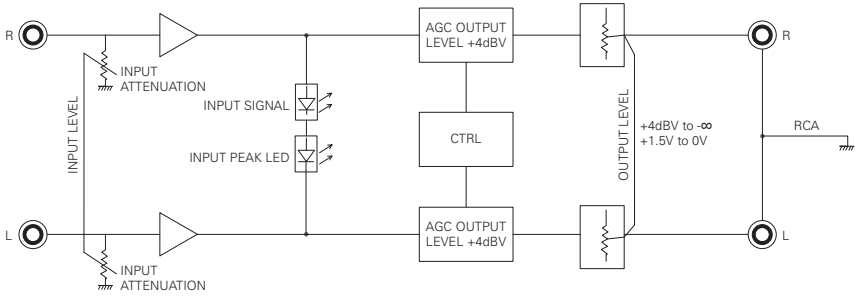 R
AGC OUTPUT
LEVEL +4dBV
R
INPUT
ATTENUATION
INPUT LEVEL
INPUT SIGNAL
INPUT PEAK LED
CTRL
OUTPUT LEVEL
+4dBV to -∞
+1.5V to 0V
RCA
L
AGC OUTPUT
LEVEL +4dBV
L
INPUT
ATTENUATION